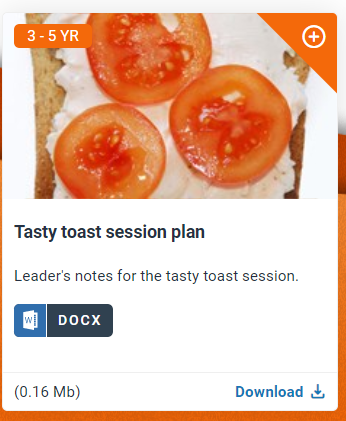 3 - 5 YR
Tasty toast session plan
Leader's notes for the tasty toast session.
W
DOCX
(0.16 Mb)
Download